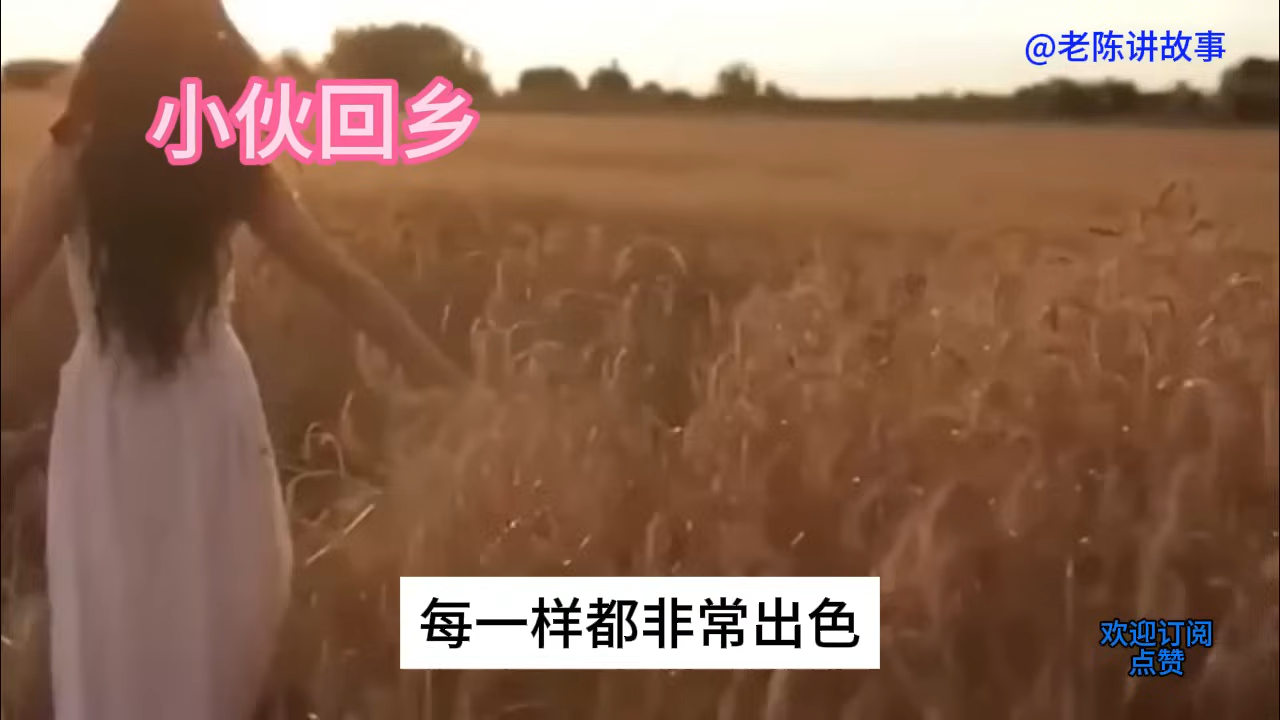 @老陈讲故事
小伙回乡
每一样都非常出色
欢迎订阅
点赞